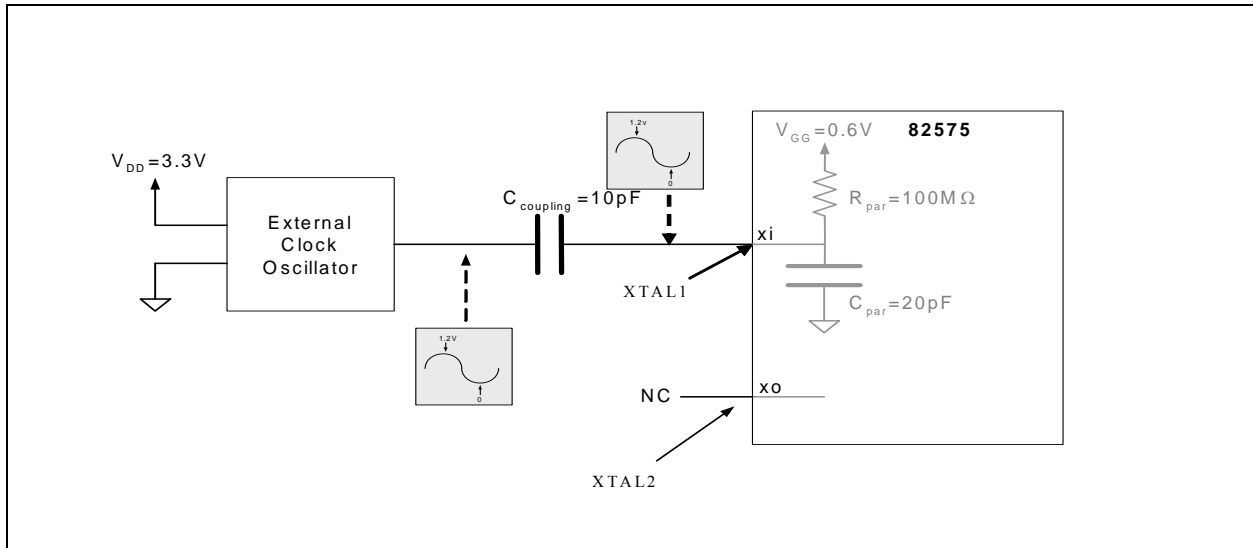 V_DD=3.3V
External
Clock
Oscillator
1.2V
0
C_coupling=10pF
1.2v
0
V_GG=0.6V 82575
R_par=100MΩ
xi
XTAL1
C_par=20pF
NC
xo
XTAL2